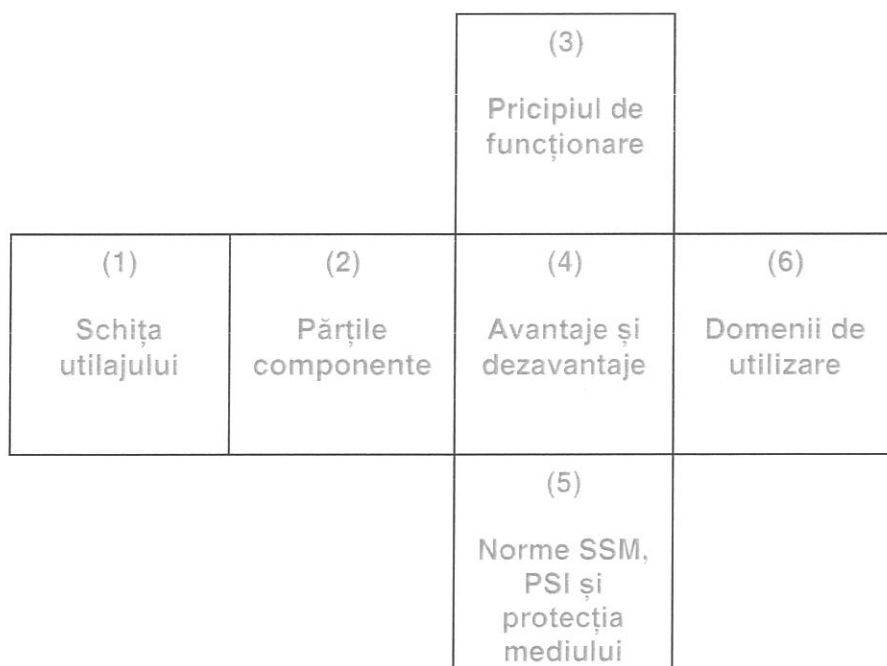 (3)
Pricipiul de
funcționare
(1)
Schița
utilajului
(2)
Părțile
componente
(4)
Avantaje și
dezavantaje
(6)
Domenii de
utilizare
(5)
Norme SSM,
PSI și
protecția
mediului